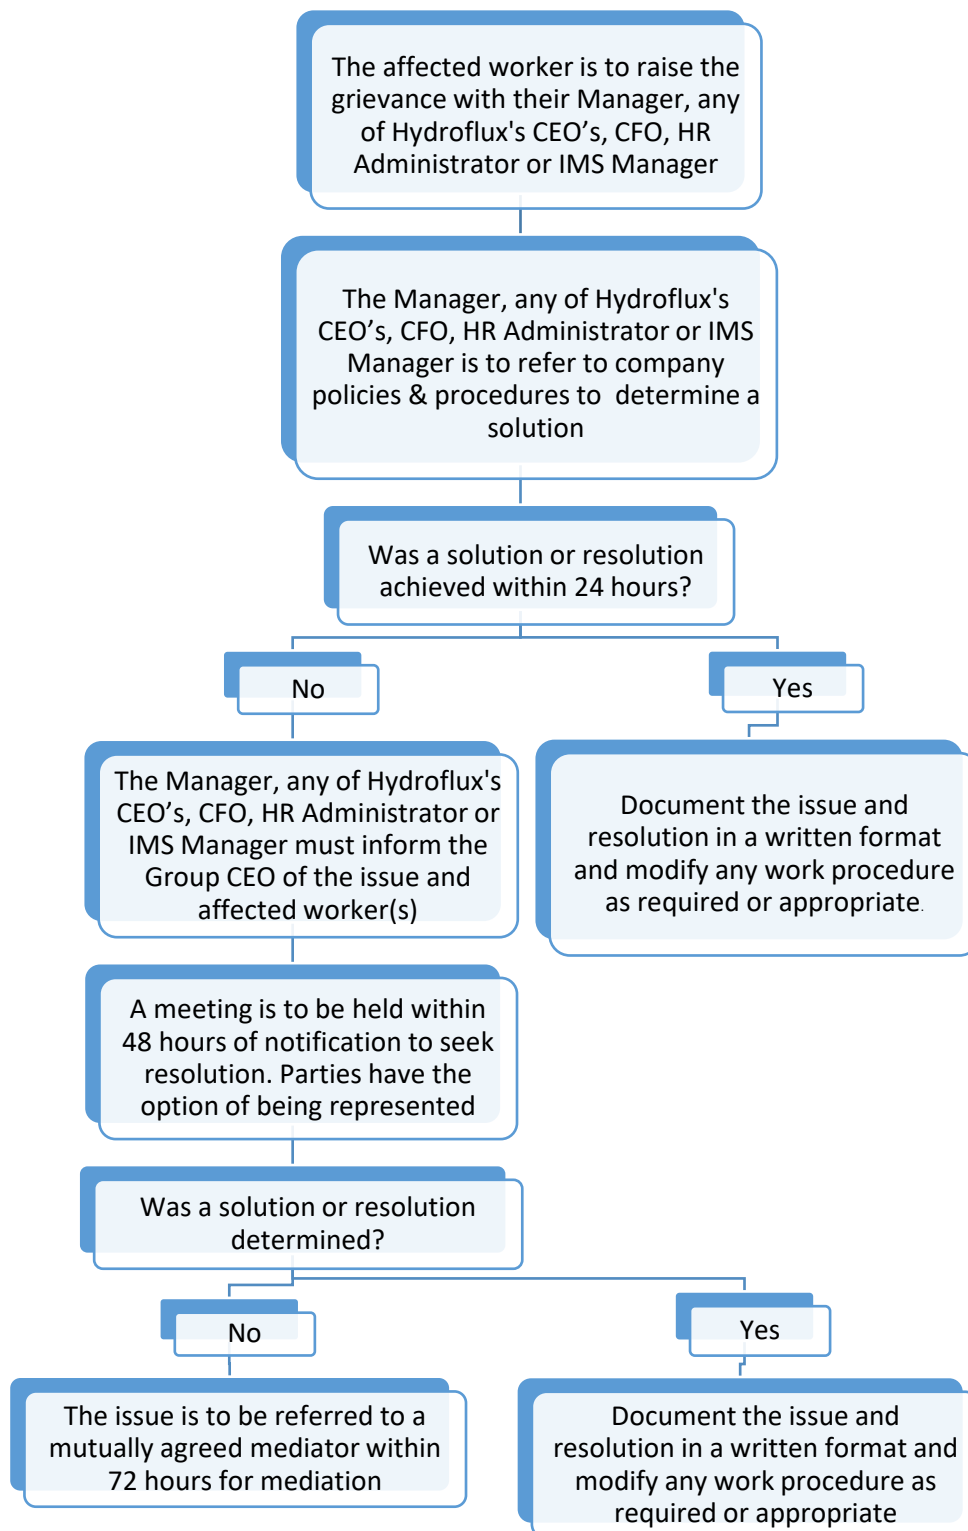 The affected worker is to raise the
grievance with their Manager, any
of Hydroflux's CEO’s, CFO, HR
Administrator or IMS Manager
The Manager, any of Hydroflux's
CEO’s, CFO, HR Administrator or IMS
Manager is to refer to company
policies & procedures to  determine a
solution
Was a solution or resolution
achieved within 24 hours?
No
Yes
The Manager, any of Hydroflux's
CEO’s, CFO, HR Administrator or
IMS Manager must inform the
Group CEO of the issue and
affected worker(s)
Document the issue and
resolution in a written format
and modify any work procedure
as required or appropriate.
A meeting is to be held within
48 hours of notification to seek
resolution. Parties have the
option of being represented
Was a solution or resolution
determined?
No
Yes
The issue is to be referred to a
mutually agreed mediator within
72 hours for mediation
Document the issue and
resolution in a written format and
modify any work procedure as
required or appropriate